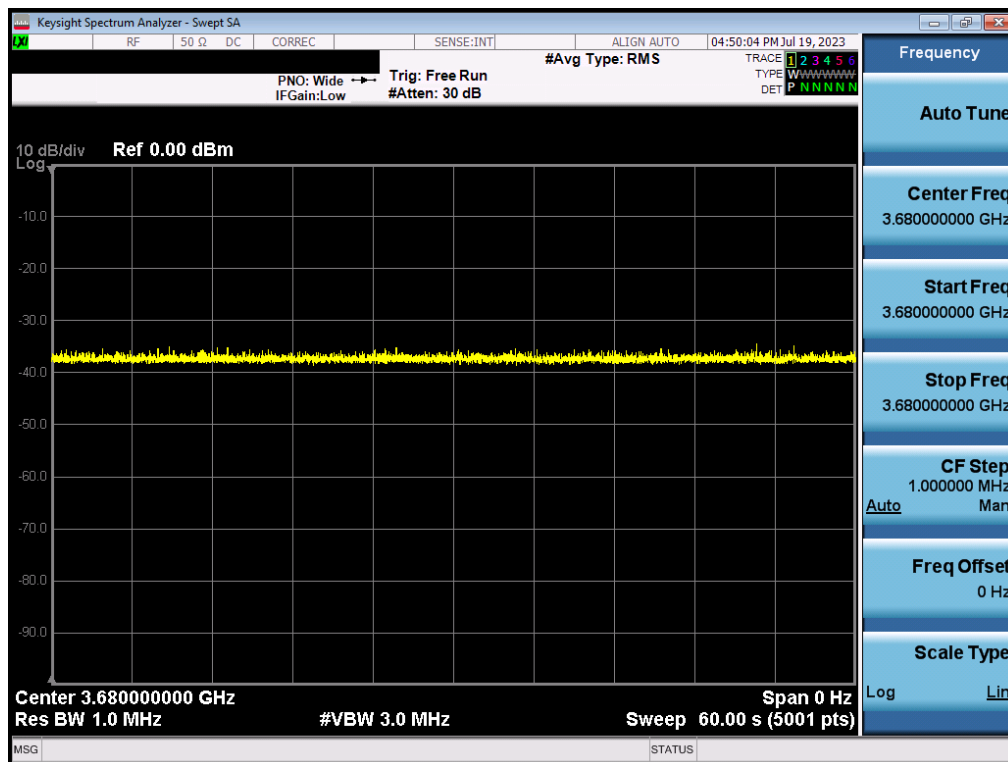 Keysight Spectrum Analyzer - Swept SA
LXI RF 50 Ω DC CORREC SENSE:INT ALIGN AUTO 04:50:04 PM Jul 19, 2023
#Avg Type: RMS TRACE 1 2 3 4 5 6
PNO: Wide Trig: Free Run TYPE WWWWWW
IFGain:Low #Atten: 30 dB DET P N N N N N
10 dB/div Ref 0.00 dBm
Log
-10.0
-20.0
-30.0
-40.0
-50.0
-60.0
-70.0
-80.0
-90.0
Center 3.680000000 GHz Span 0 Hz
Res BW 1.0 MHz #VBW 3.0 MHz Sweep 60.00 s (5001 pts)
MSG STATUS
Frequency
Auto Tune
Center Freq
3.680000000 GHz
Start Freq
3.680000000 GHz
Stop Freq
3.680000000 GHz
CF Step
1.000000 MHz
Auto Man
Freq Offset
0 Hz
Scale Type
Log Lin